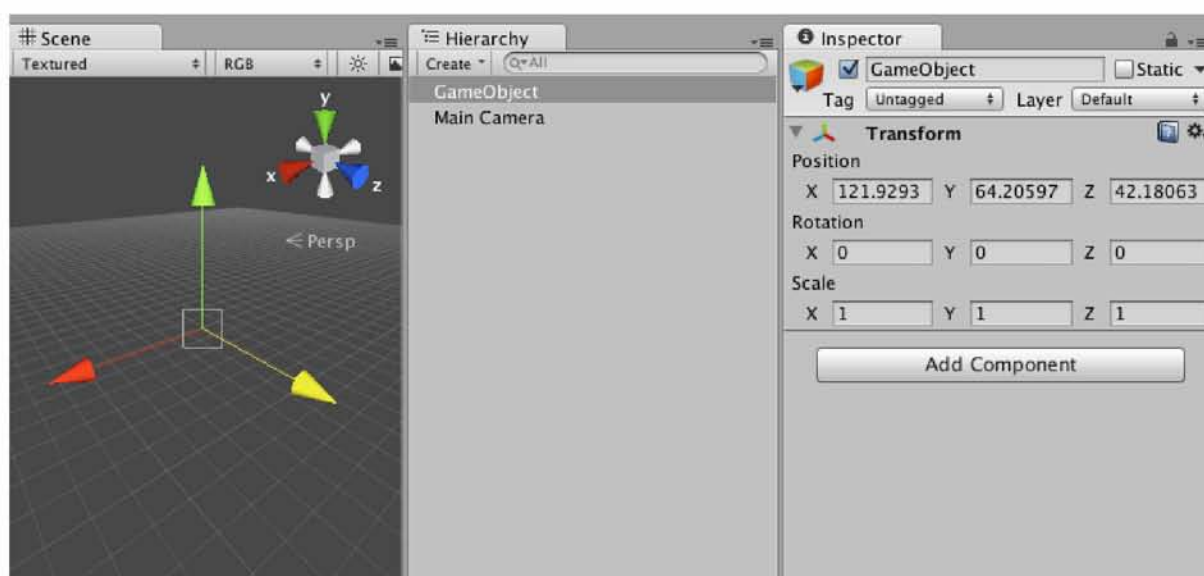 Scene
Textured
RGB
y
x
z
Persp
Hierarchy
Create
All
GameObject
Main Camera
Inspector
GameObject
Static
Tag Untagged Layer Default
Transform
Position
X 121.9293 Y 64.20597 Z 42.18063
Rotation
X 0 Y 0 Z 0
Scale
X 1 Y 1 Z 1
Add Component